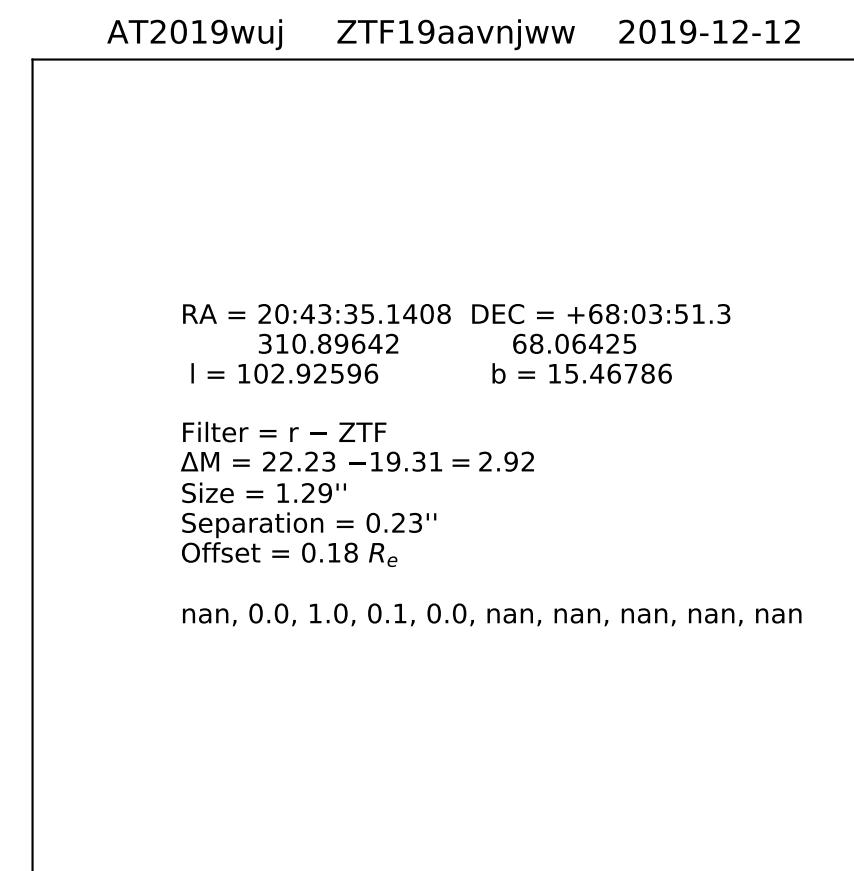 AT2019wuj ZTF19aavnjww 2019-12-12
RA = 20:43:35.1408 DEC = +68:03:51.3
310.89642 68.06425
l = 102.92596 b = 15.46786
Filter = r − ZTF
ΔM = 22.23 −19.31 = 2.92
Size = 1.29''
Separation = 0.23''
Offset = 0.18 Re
nan, 0.0, 1.0, 0.1, 0.0, nan, nan, nan, nan, nan